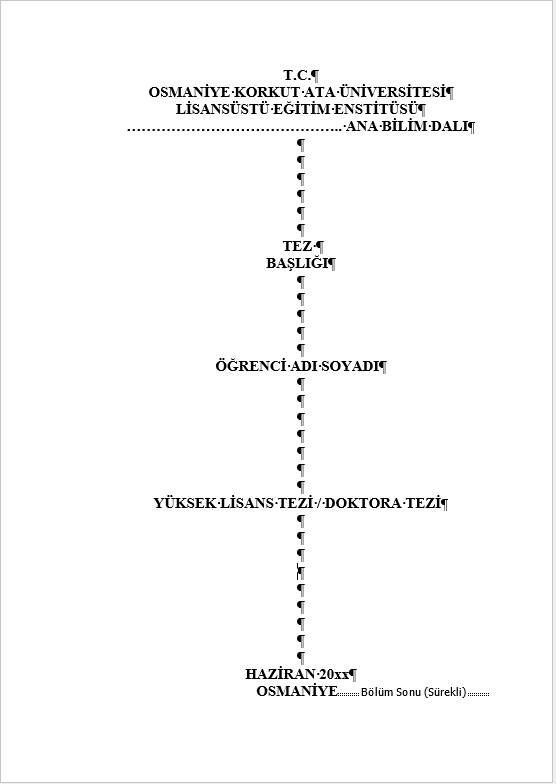 T.C.¶
OSMANİYE·KORKUT·ATA·ÜNİVERSİTESİ¶
LİSANSÜSTÜ·EĞİTİM·ENSTİTÜSÜ¶
……………………………………..·ANA·BİLİM·DALI¶
¶
¶
¶
¶
¶
¶
TEZ·¶
BAŞLIĞI¶
¶
¶
¶
¶
¶
ÖĞRENCİ·ADI·SOYADI¶
¶
¶
¶
¶
¶
¶
¶
YÜKSEK·LİSANS·TEZİ·/·DOKTORA·TEZİ¶
¶
¶
¶
¶
¶
¶
¶
¶
¶
HAZİRAN·20xx¶
OSMANİYE Bölüm Sonu (Sürekli)